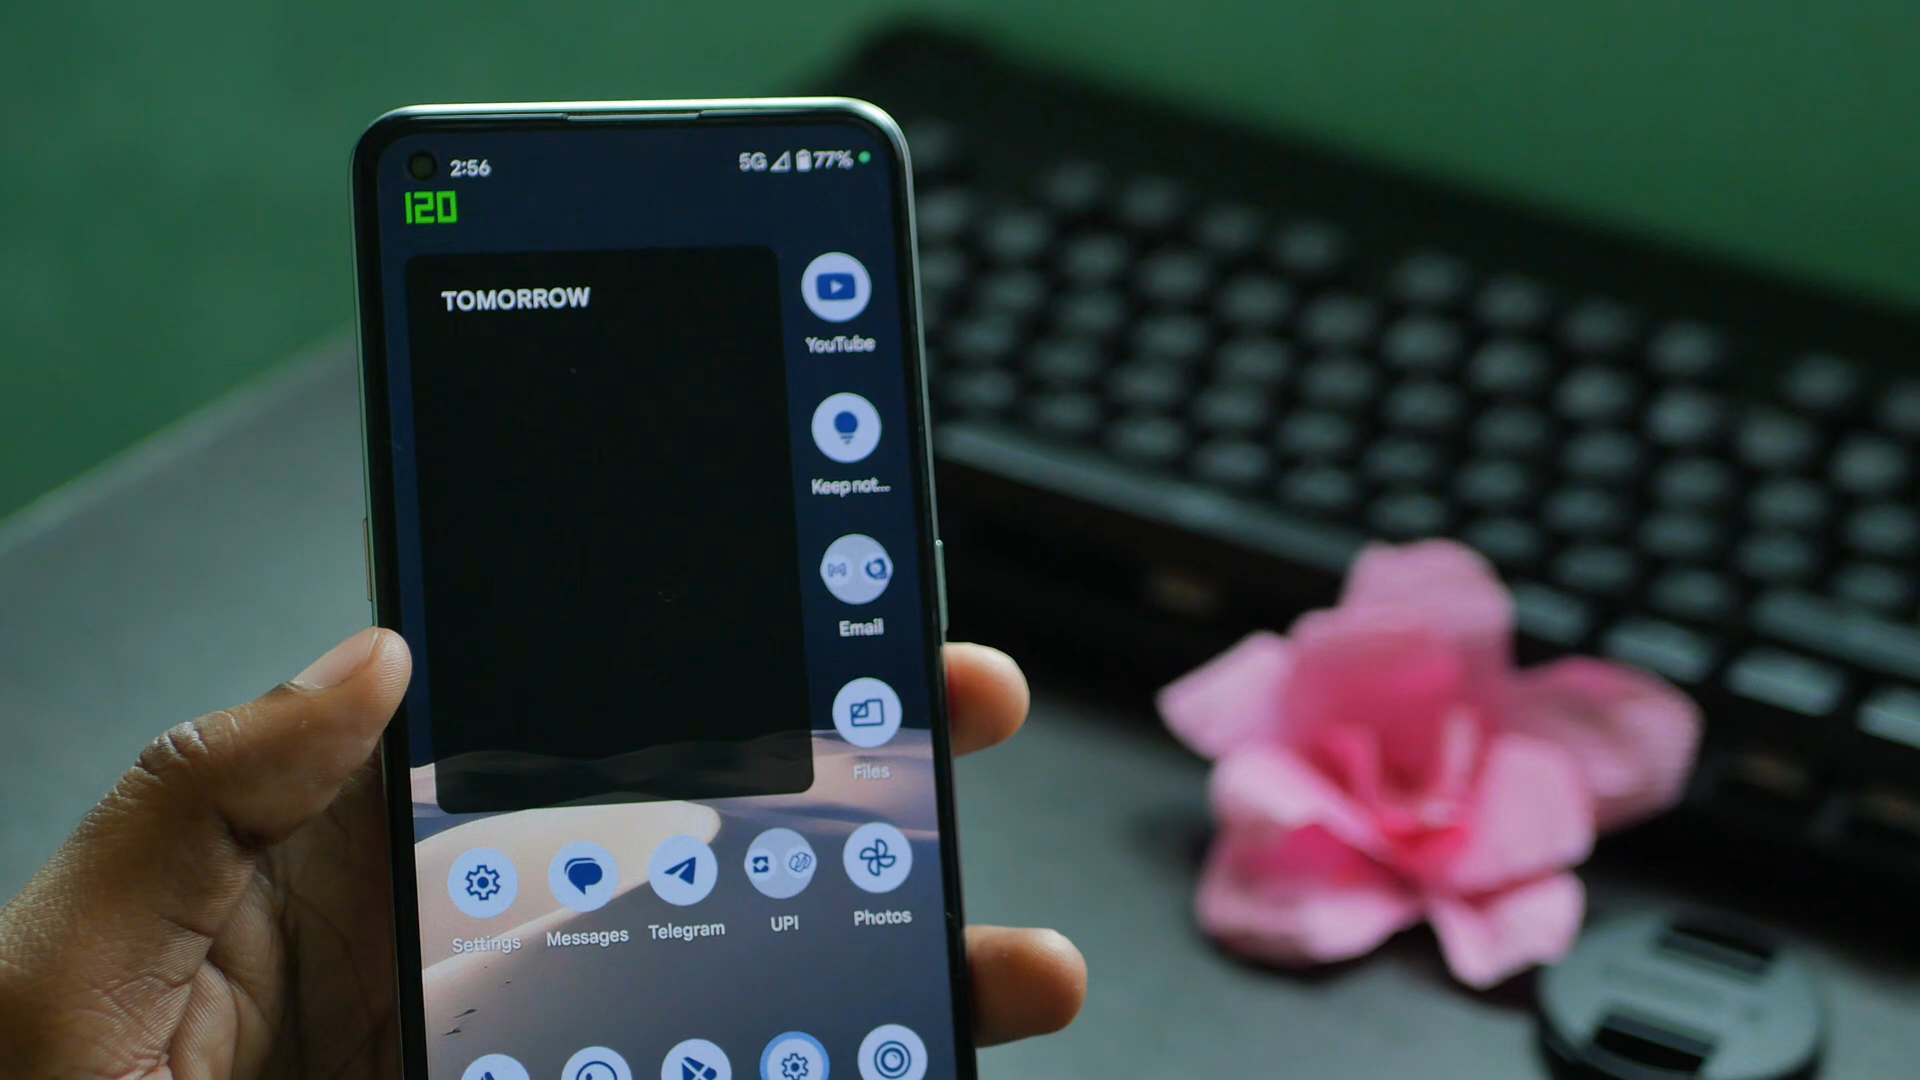 2:56
5G 77%
120
TOMORROW
YouTube
Keep not...
Email
Files
Settings
Messages
Telegram
UPI
Photos